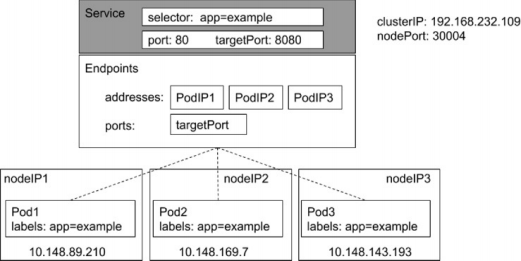 Service
selector: app=example
port: 80 targetPort: 8080
clusterIP: 192.168.232.109
nodePort: 30004
Endpoints
addresses: PodIP1 PodIP2 PodIP3
ports: targetPort
nodeIP1 nodeIP2 nodeIP3
Pod1
labels: app=example
Pod2
labels: app=example
Pod3
labels: app=example
10.148.89.210 10.148.169.7 10.148.143.193